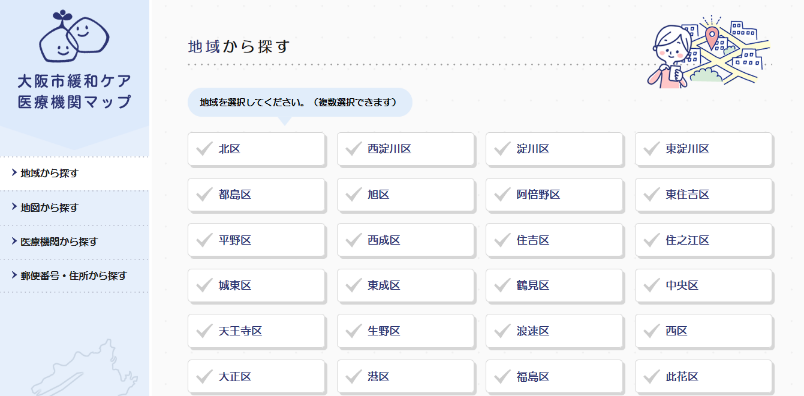 大阪市緩和ケア
医療機関マップ
地域から探す
地図から探す
医療機関から探す
郵便番号・住所から探す
地域から探す
地域を選択してください。（複数選択できます）
北区
西淀川区
淀川区
東淀川区
都島区
旭区
阿倍野区
東住吉区
平野区
西成区
住吉区
住之江区
城東区
東成区
鶴見区
中央区
天王寺区
生野区
浪速区
西区
大正区
港区
福島区
此花区